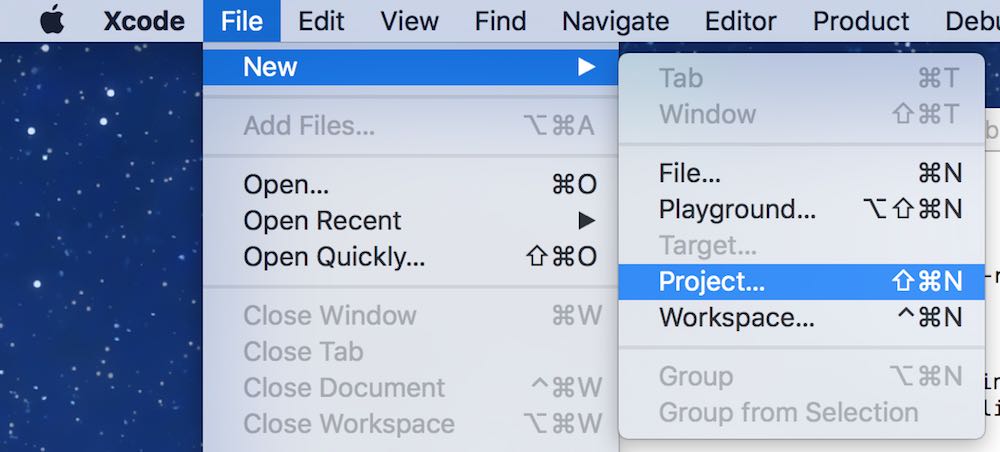 Xcode File Edit View Find Navigate Editor Product Debu
New ▶
Add Files... ⌥⌘A
Open... ⌘O
Open Recent ▶
Open Quickly... ⇧⌘O
Close Window ⌘W
Close Tab
Close Document ^⌘W
Close Workspace ⌥⌘W
Tab ⌘T
Window ⇧⌘T
File... ⌘N
Playground... ⌥⇧⌘N
Target...
Project... ⇧⌘N
Workspace... ^⌘N
Group ⌥⌘N
Group from Selection